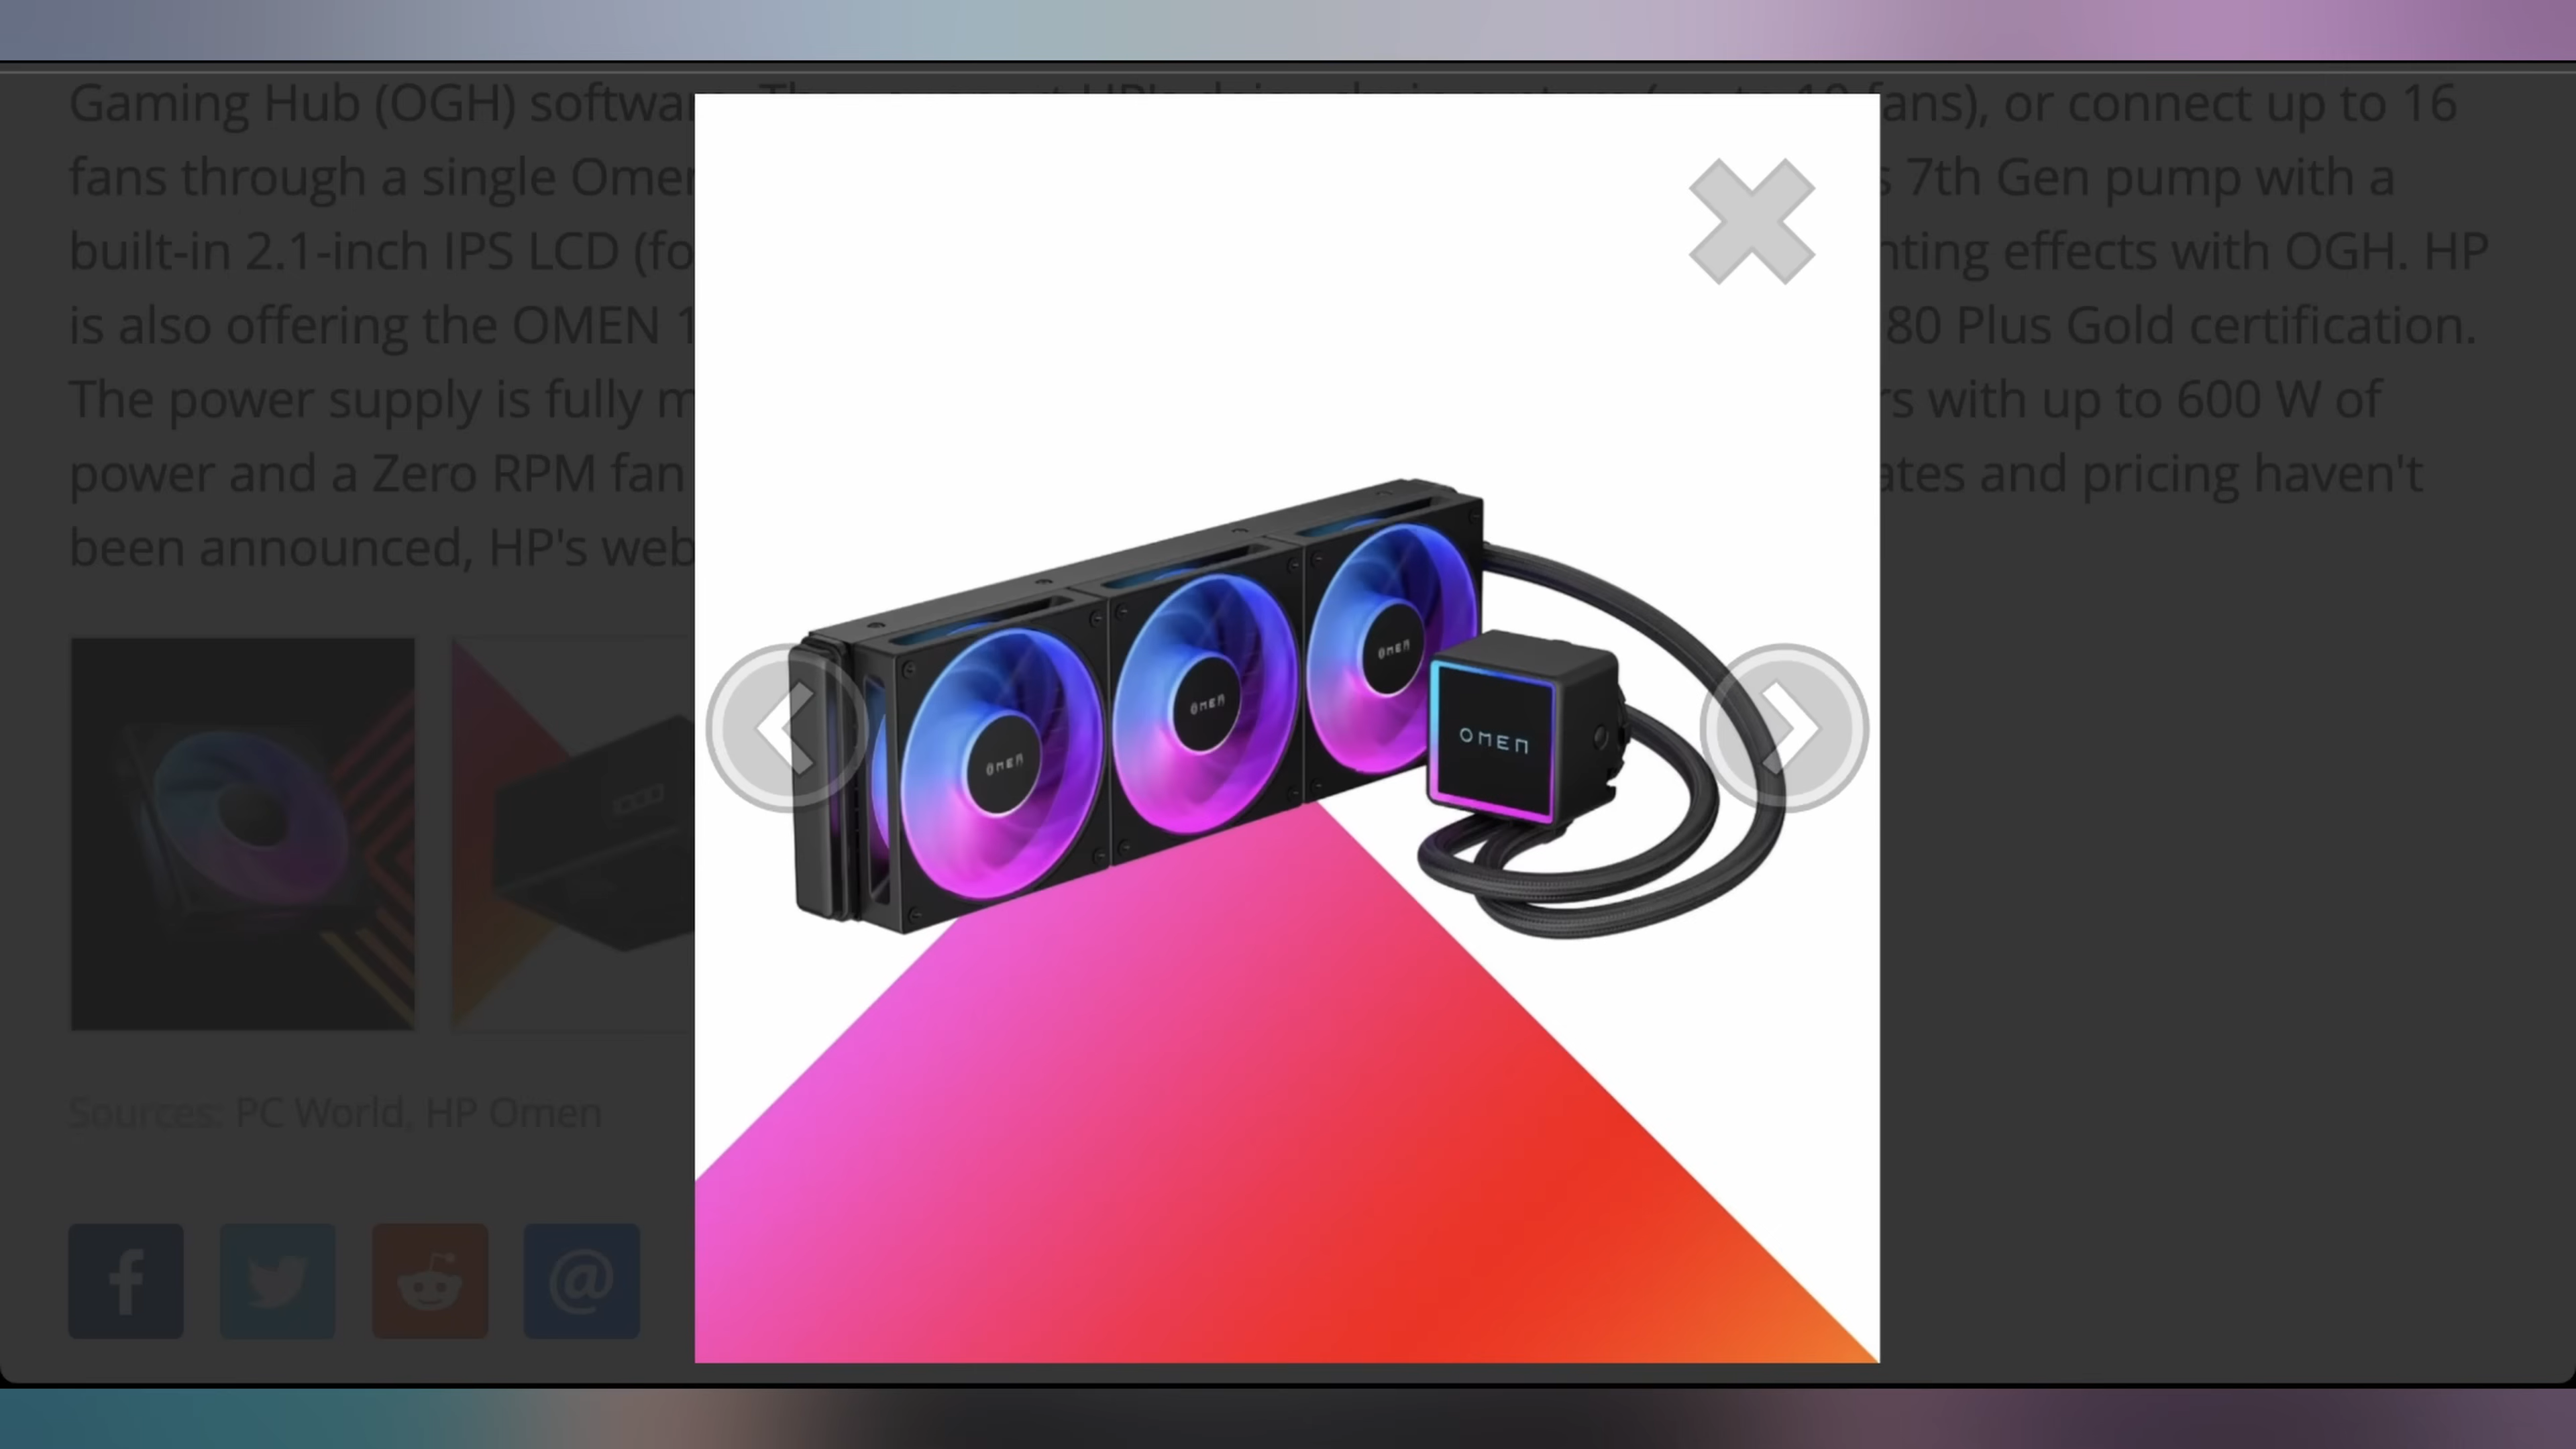 Gaming Hub (OGH) softwar fans), or connect up to 16
fans through a single Omen 7th Gen pump with a
built-in 2.1-inch IPS LCD (fo nting effects with OGH. HP
is also offering the OMEN 1 80 Plus Gold certification.
The power supply is fully m rs with up to 600 W of
power and a Zero RPM fan ates and pricing haven't
been announced, HP's web
OMEN
OMEN
OMEN
OMEN
Sources: PC World, HP Omen
f
@